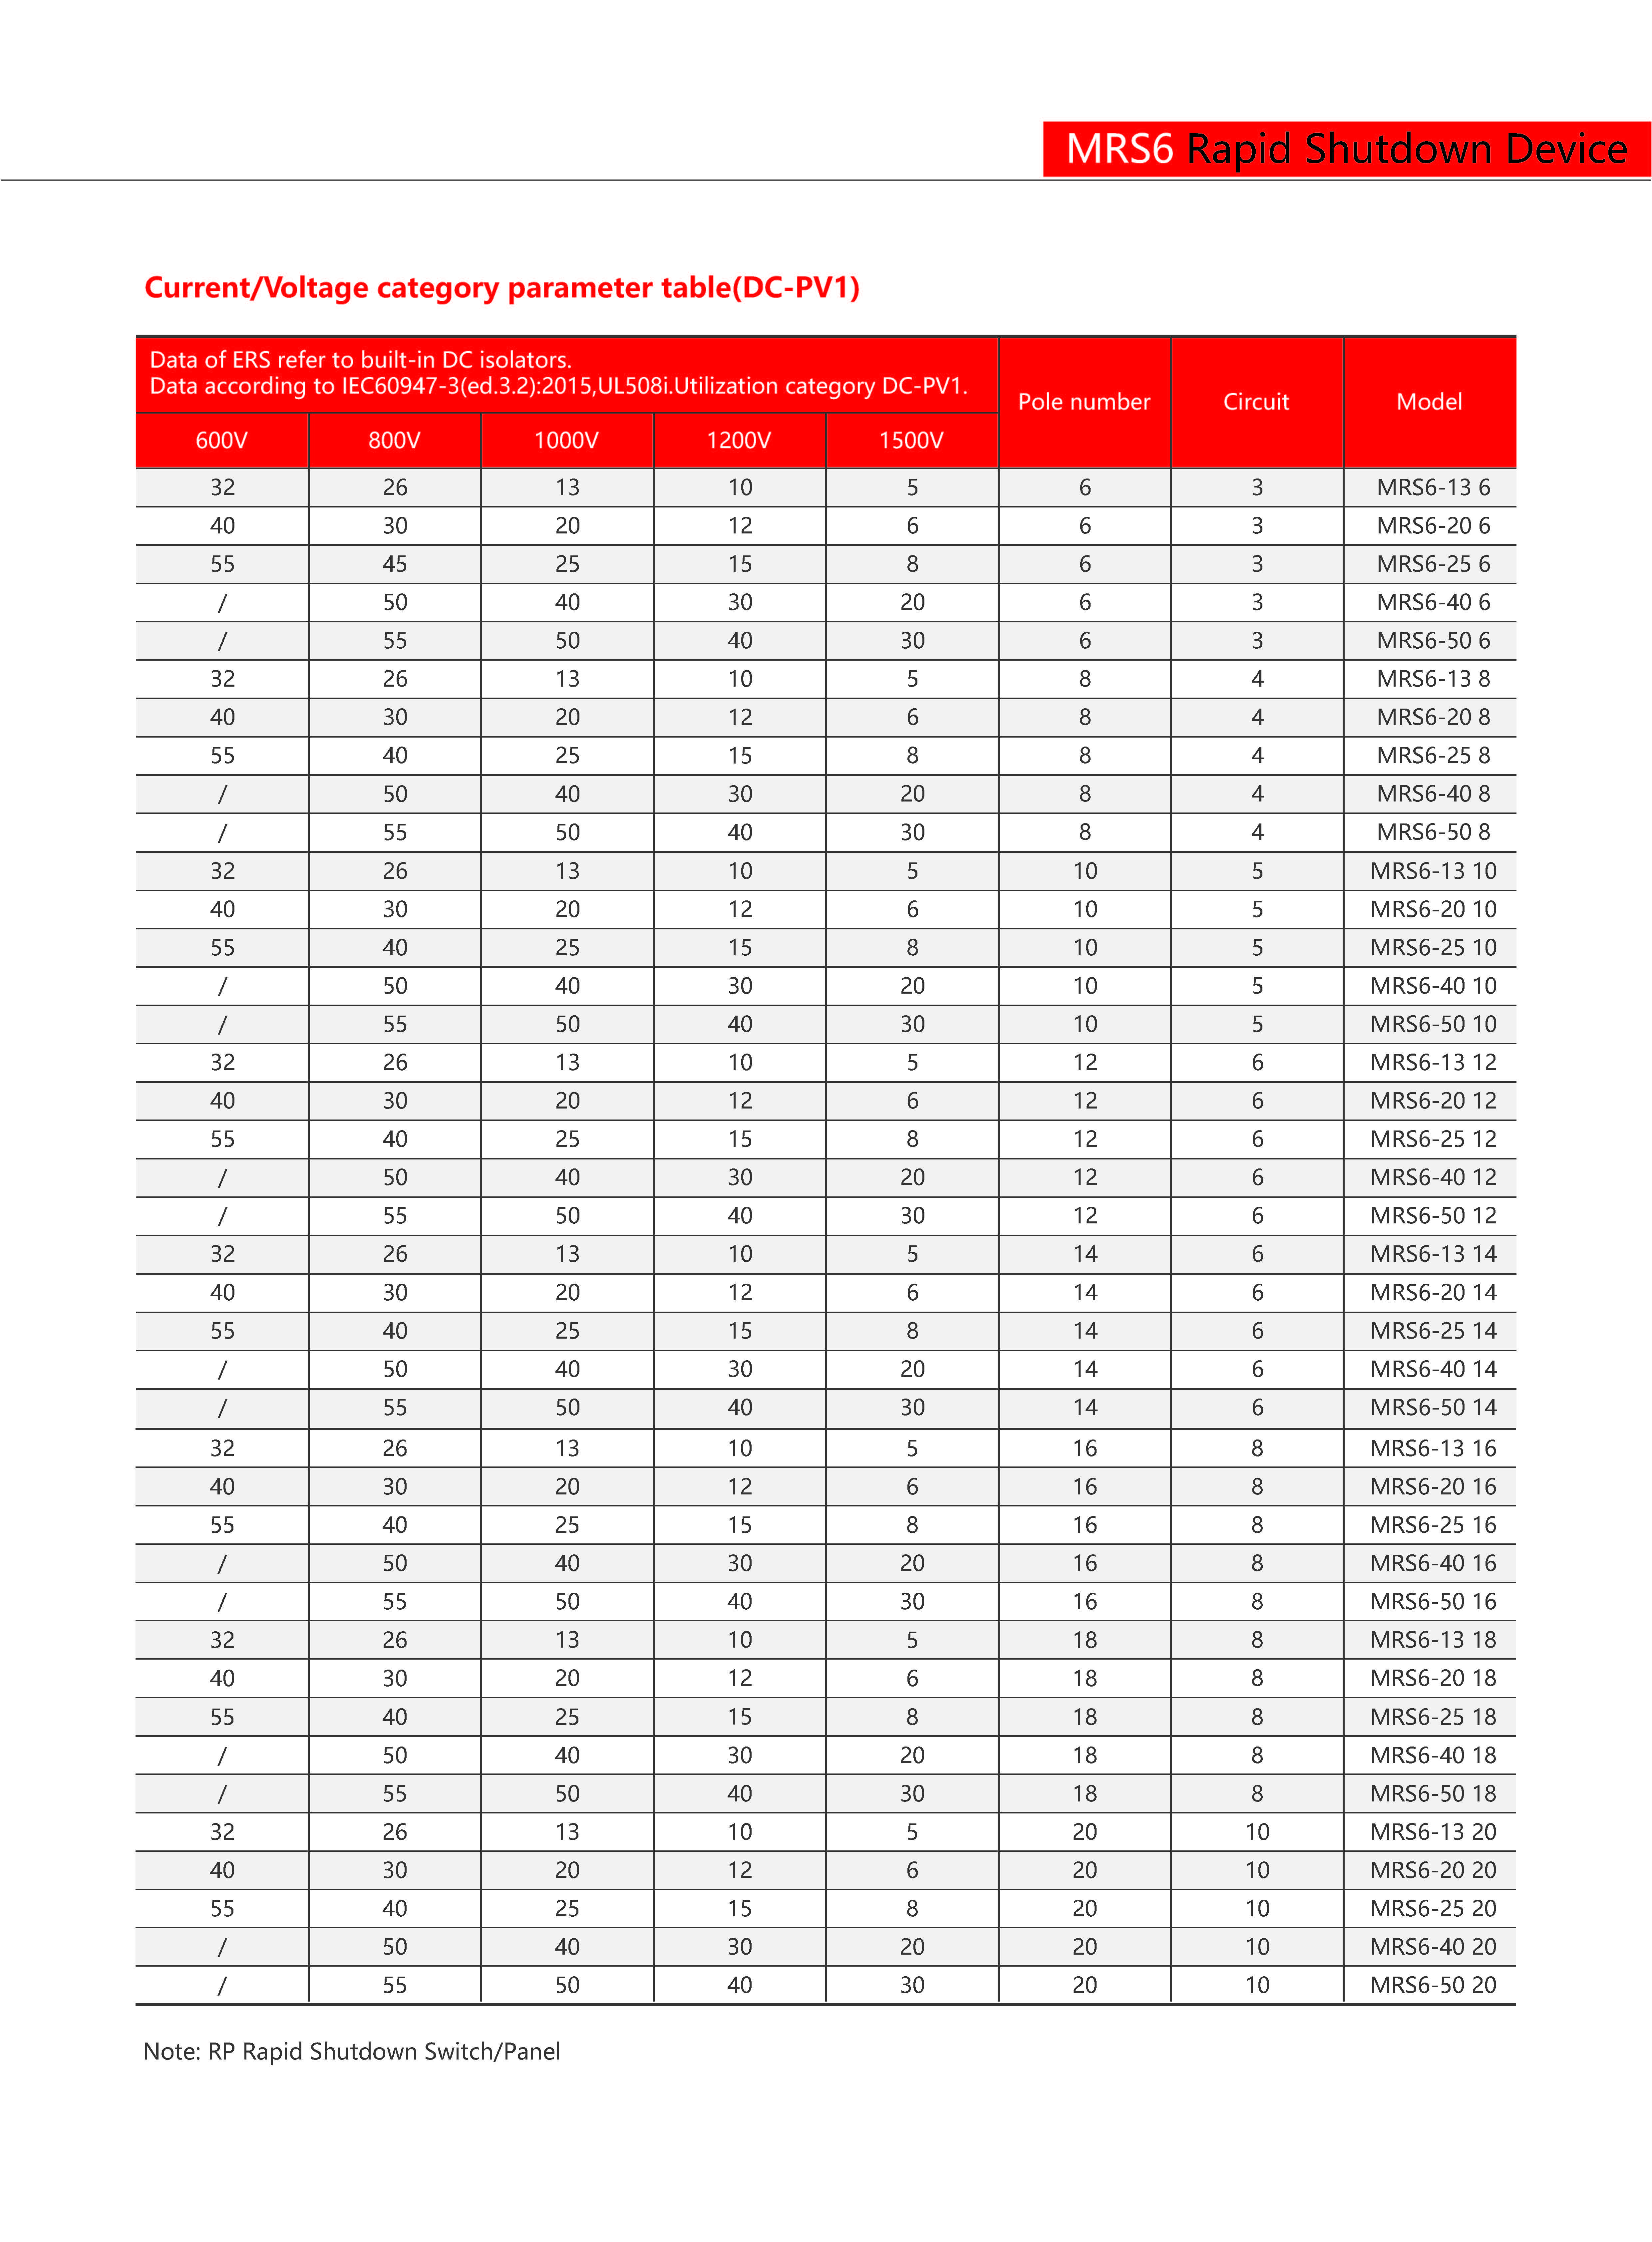 MRS6 Rapid Shutdown Device
Current/Voltage category parameter table(DC-PV1)
Data of ERS refer to built-in DC isolators.
Data according to IEC60947-3(ed.3.2):2015,UL508i.Utilization category DC-PV1.
Pole number Circuit Model
600V 800V 1000V 1200V 1500V
32 26 13 10 5 6 3 MRS6-13 6
40 30 20 12 6 6 3 MRS6-20 6
55 45 25 15 8 6 3 MRS6-25 6
/ 50 40 30 20 6 3 MRS6-40 6
/ 55 50 40 30 6 3 MRS6-50 6
32 26 13 10 5 8 4 MRS6-13 8
40 30 20 12 6 8 4 MRS6-20 8
55 40 25 15 8 8 4 MRS6-25 8
/ 50 40 30 20 8 4 MRS6-40 8
/ 55 50 40 30 8 4 MRS6-50 8
32 26 13 10 5 10 5 MRS6-13 10
40 30 20 12 6 10 5 MRS6-20 10
55 40 25 15 8 10 5 MRS6-25 10
/ 50 40 30 20 10 5 MRS6-40 10
/ 55 50 40 30 10 5 MRS6-50 10
32 26 13 10 5 12 6 MRS6-13 12
40 30 20 12 6 12 6 MRS6-20 12
55 40 25 15 8 12 6 MRS6-25 12
/ 50 40 30 20 12 6 MRS6-40 12
/ 55 50 40 30 12 6 MRS6-50 12
32 26 13 10 5 14 6 MRS6-13 14
40 30 20 12 6 14 6 MRS6-20 14
55 40 25 15 8 14 6 MRS6-25 14
/ 50 40 30 20 14 6 MRS6-40 14
/ 55 50 40 30 14 6 MRS6-50 14
32 26 13 10 5 16 8 MRS6-13 16
40 30 20 12 6 16 8 MRS6-20 16
55 40 25 15 8 16 8 MRS6-25 16
/ 50 40 30 20 16 8 MRS6-40 16
/ 55 50 40 30 16 8 MRS6-50 16
32 26 13 10 5 18 8 MRS6-13 18
40 30 20 12 6 18 8 MRS6-20 18
55 40 25 15 8 18 8 MRS6-25 18
/ 50 40 30 20 18 8 MRS6-40 18
/ 55 50 40 30 18 8 MRS6-50 18
32 26 13 10 5 20 10 MRS6-13 20
40 30 20 12 6 20 10 MRS6-20 20
55 40 25 15 8 20 10 MRS6-25 20
/ 50 40 30 20 20 10 MRS6-40 20
/ 55 50 40 30 20 10 MRS6-50 20
Note: RP Rapid Shutdown Switch/Panel